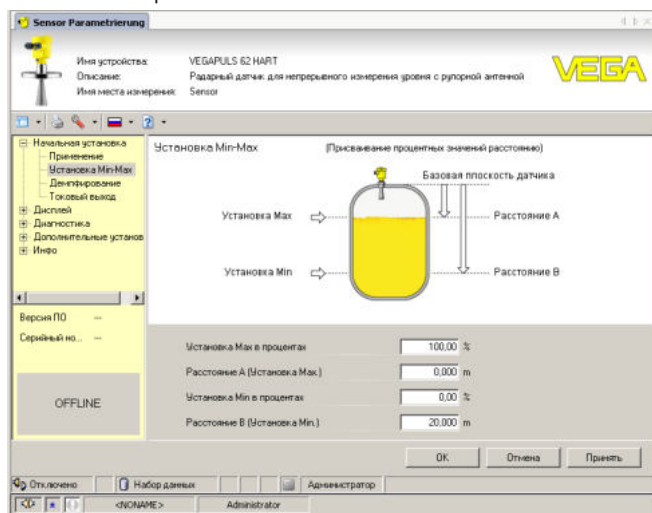 Sensor Parametrierung
Имя устройства: VEGAPULS 62 HART
Описание: Радарный датчик для непрерывного измерения уровня с рупорной антенной
Имя места измерения: Sensor
VEGA
Начальная установка
Применение
Установка Min-Max
Демпфирование
Токовый выход
Дисплей
Диагностика
Дополнительные установ
Инфо
Версия ПО –
Серийный но... –
OFFLINE
Установка Min-Max (Присваивание процентных значений расстоянию)
Базовая плоскость датчика
Установка Max Расстояние A
Установка Min Расстояние B
Установка Max в процентах 100,00 %
Расстояние A (Установка Max.) 0,000 m
Установка Min в процентах 0,00 %
Расстояние B (Установка Min.) 20,000 m
OK Отмена Принять
Отключено Набор данных Администратор
<NONAME> Administrator